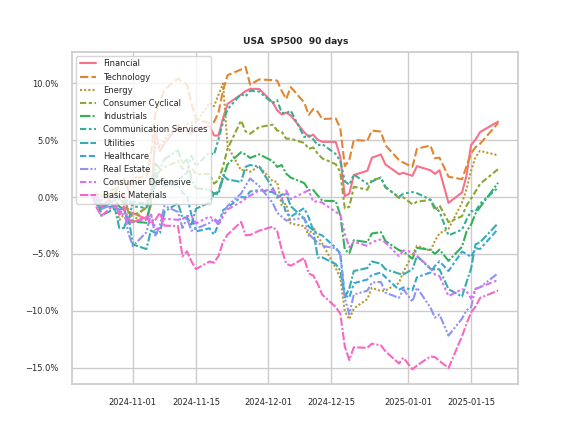 USA  SP500  90 days
Financial
Technology
Energy
Consumer Cyclical
Industrials
Communication Services
Utilities
Healthcare
Real Estate
Consumer Defensive
Basic Materials
10.0%
5.0%
0.0%
−5.0%
−10.0%
−15.0%
2024-11-01 2024-11-15 2024-12-01 2024-12-15 2025-01-01 2025-01-15